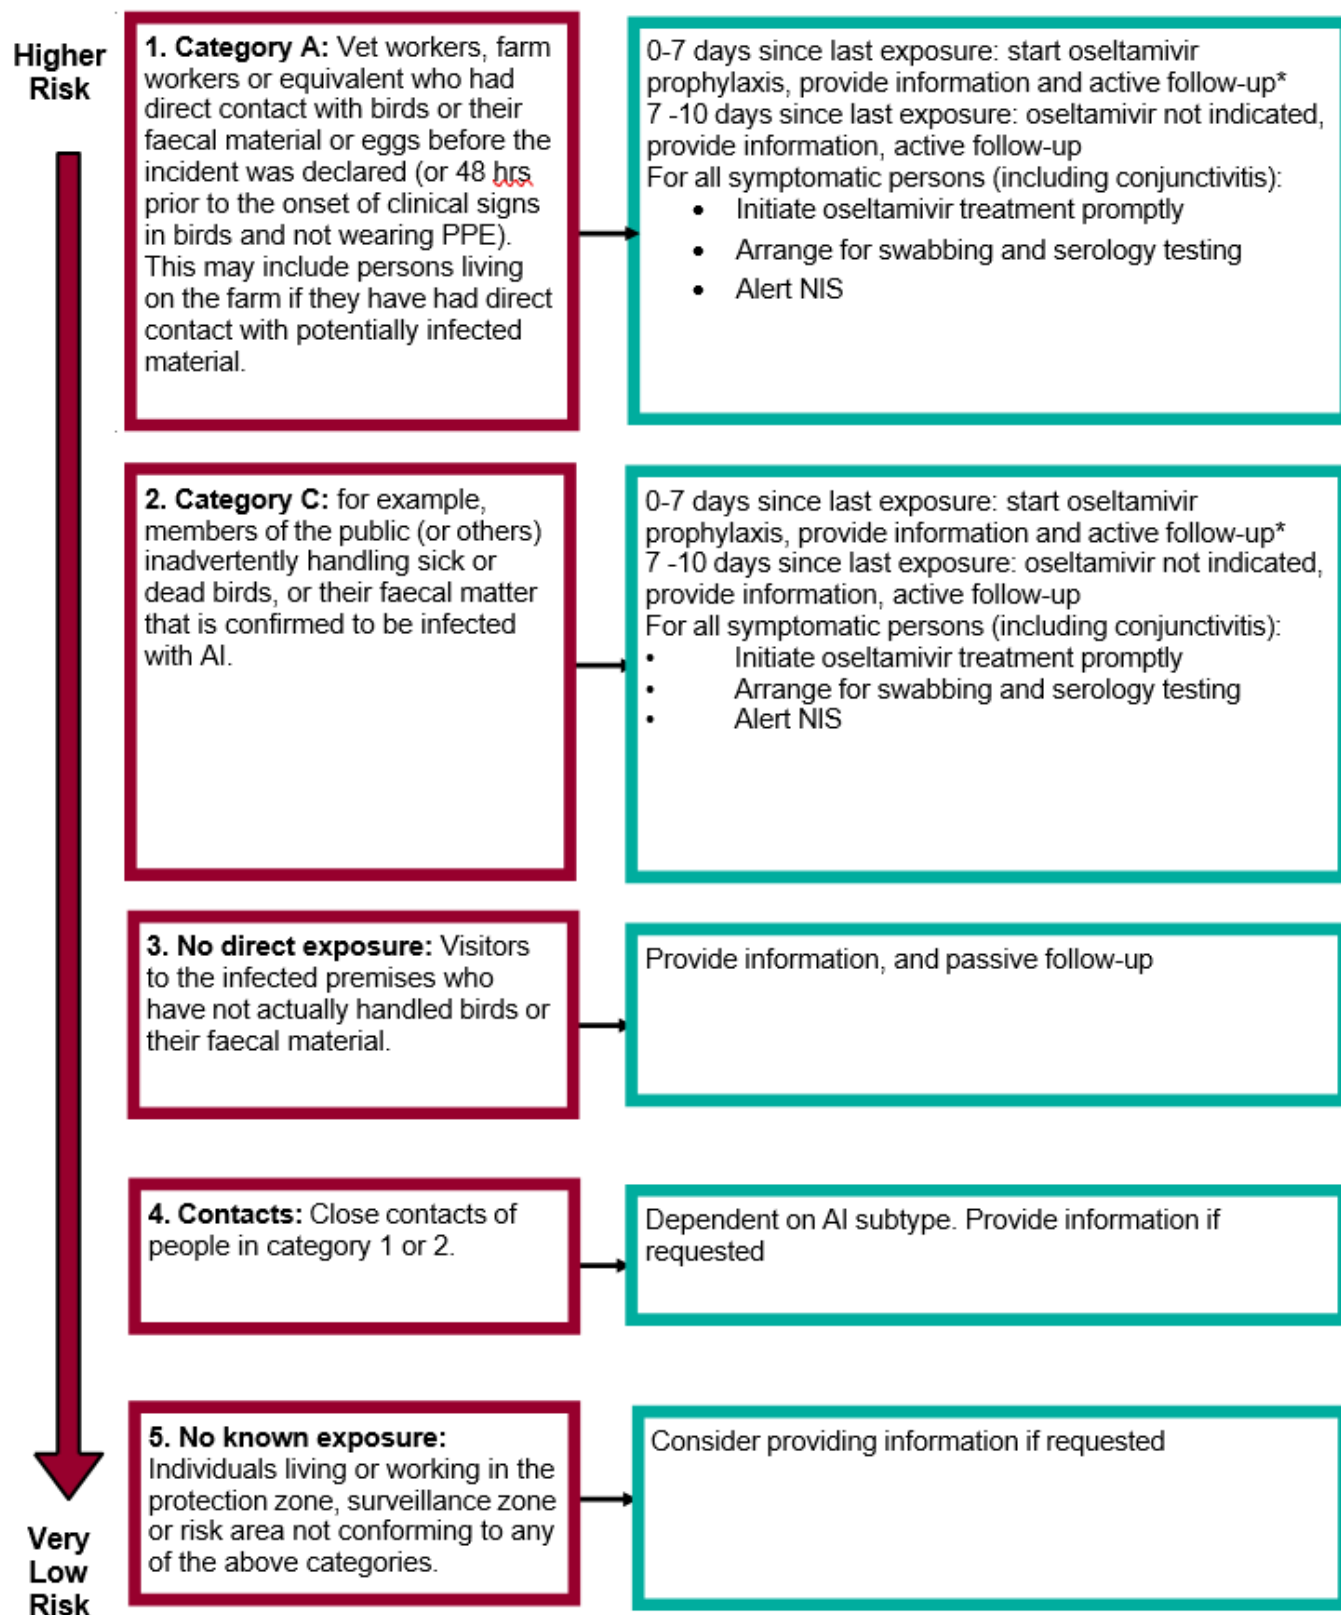 Higher
Risk
1. Category A: Vet workers, farm
workers or equivalent who had
direct contact with birds or their
faecal material or eggs before the
incident was declared (or 48 hrs
prior to the onset of clinical signs
in birds and not wearing PPE).
This may include persons living
on the farm if they have had direct
contact with potentially infected
material.
0-7 days since last exposure: start oseltamivir
prophylaxis, provide information and active follow-up*
7 -10 days since last exposure: oseltamivir not indicated,
provide information, active follow-up
For all symptomatic persons (including conjunctivitis):
• Initiate oseltamivir treatment promptly
• Arrange for swabbing and serology testing
• Alert NIS
2. Category C: for example,
members of the public (or others)
inadvertently handling sick or
dead birds, or their faecal matter
that is confirmed to be infected
with AI.
0-7 days since last exposure: start oseltamivir
prophylaxis, provide information and active follow-up*
7 -10 days since last exposure: oseltamivir not indicated,
provide information, active follow-up
For all symptomatic persons (including conjunctivitis):
• Initiate oseltamivir treatment promptly
• Arrange for swabbing and serology testing
• Alert NIS
3. No direct exposure: Visitors
to the infected premises who
have not actually handled birds or
their faecal material.
Provide information, and passive follow-up
4. Contacts: Close contacts of
people in category 1 or 2.
Dependent on AI subtype. Provide information if
requested
5. No known exposure:
Individuals living or working in the
protection zone, surveillance zone
or risk area not conforming to any
of the above categories.
Consider providing information if requested
Very
Low
Risk